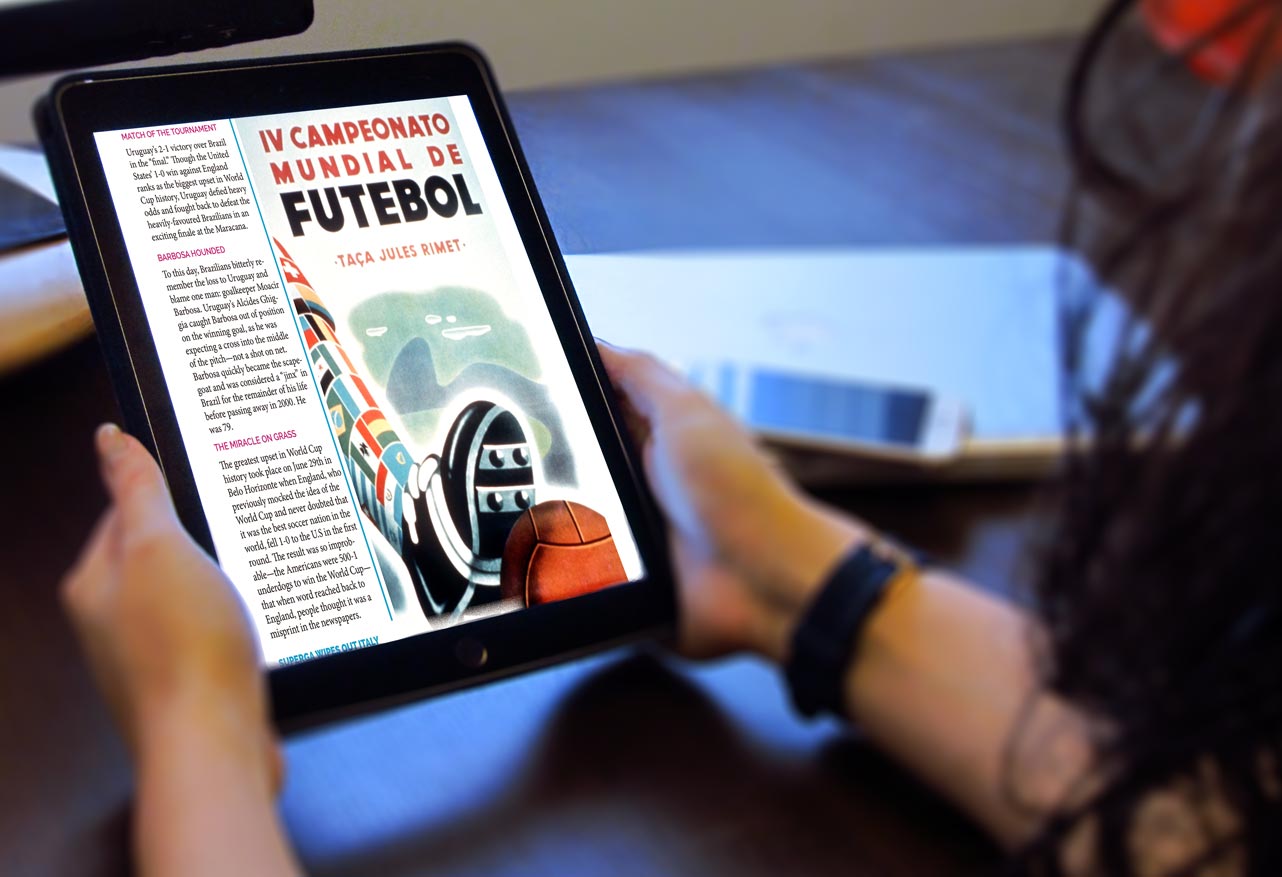 MATCH OF THE TOURNAMENT
Uruguay's 2-1 victory over Brazil
in the "final." Though the United
States' 1-0 win against England
ranks as the biggest upset in World
Cup history, Uruguay defied heavy
odds and fought back to defeat the
heavily-favoured Brazilians in an
exciting finale at the Maracana.
BARBOSA HOUNDED
To this day, Brazilians bitterly re-
member the loss to Uruguay and
blame one man: goalkeeper Moacir
Barbosa. Uruguay's Alcides Ghig-
gia caught Barbosa out of position
on the winning goal, as he was
expecting a cross into the middle
of the pitch—not a shot on net.
Barbosa quickly became the scape-
goat and was considered a "jinx" in
Brazil for the remainder of his life
before passing away in 2000. He
was 79.
THE MIRACLE ON GRASS
The greatest upset in World Cup
history took place on June 29th in
Belo Horizonte when England, who
previously mocked the idea of the
World Cup and never doubted that
it was the best soccer nation in the
world, fell 1-0 to the U.S in the first
round. The result was so improb-
able—the Americans were 500-1
underdogs to win the World Cup—
that when word reached back to
England, people thought it was a
misprint in the newspapers.
SUPERGA WIPES OUT ITALY
IV CAMPEONATO
MUNDIAL DE
FUTEBOL
·TAÇA JULES RIMET·